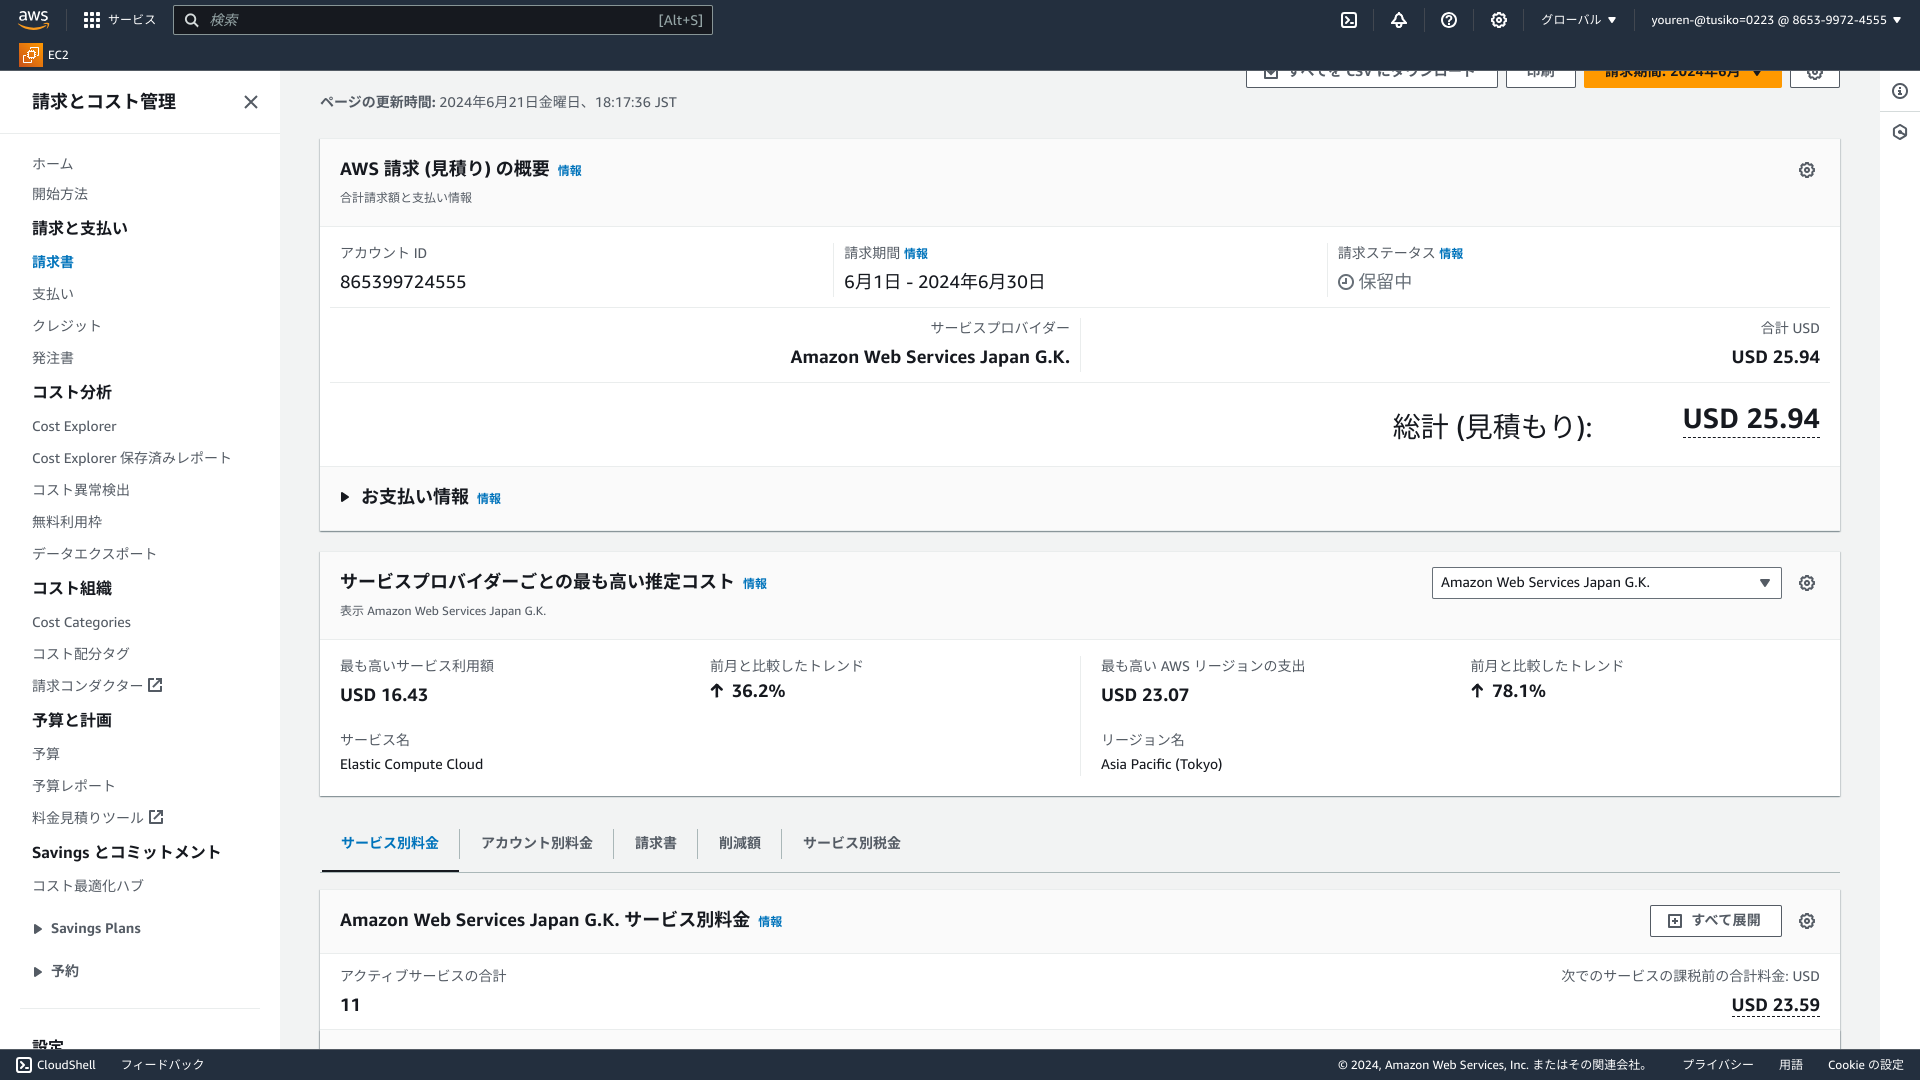 aws
サービス
検索
[Alt+S]
グローバル ▼
youren-@tusiko=0223 @ 8653-9972-4555 ▼
EC2
請求とコスト管理
ホーム
開始方法
請求と支払い
請求書
支払い
クレジット
発注書
コスト分析
Cost Explorer
Cost Explorer 保存済みレポート
コスト異常検出
無料利用枠
データエクスポート
コスト組織
Cost Categories
コスト配分タグ
請求コンダクター
予算と計画
予算
予算レポート
料金見積りツール
Savings とコミットメント
コスト最適化ハブ
Savings Plans
予約
設定
すべてを CSV にダウンロード
印刷
請求期間: 2024年6月
ページの更新時間: 2024年6月21日金曜日、18:17:36 JST
AWS 請求 (見積り) の概要 情報
合計請求額と支払い情報
アカウント ID
865399724555
請求期間 情報
6月1日 - 2024年6月30日
請求ステータス 情報
保留中
サービスプロバイダー
Amazon Web Services Japan G.K.
合計 USD
USD 25.94
総計 (見積もり):
USD 25.94
お支払い情報 情報
サービスプロバイダーごとの最も高い推定コスト 情報
表示 Amazon Web Services Japan G.K.
Amazon Web Services Japan G.K.
最も高いサービス利用額
USD 16.43
前月と比較したトレンド
↑ 36.2%
最も高い AWS リージョンの支出
USD 23.07
前月と比較したトレンド
↑ 78.1%
サービス名
Elastic Compute Cloud
リージョン名
Asia Pacific (Tokyo)
サービス別料金
アカウント別料金
請求書
削減額
サービス別税金
Amazon Web Services Japan G.K. サービス別料金 情報
すべて展開
アクティブサービスの合計
11
次でのサービスの課税前の合計料金: USD
USD 23.59
CloudShell
フィードバック
© 2024, Amazon Web Services, Inc. またはその関連会社。
プライバシー
用語
Cookie の設定